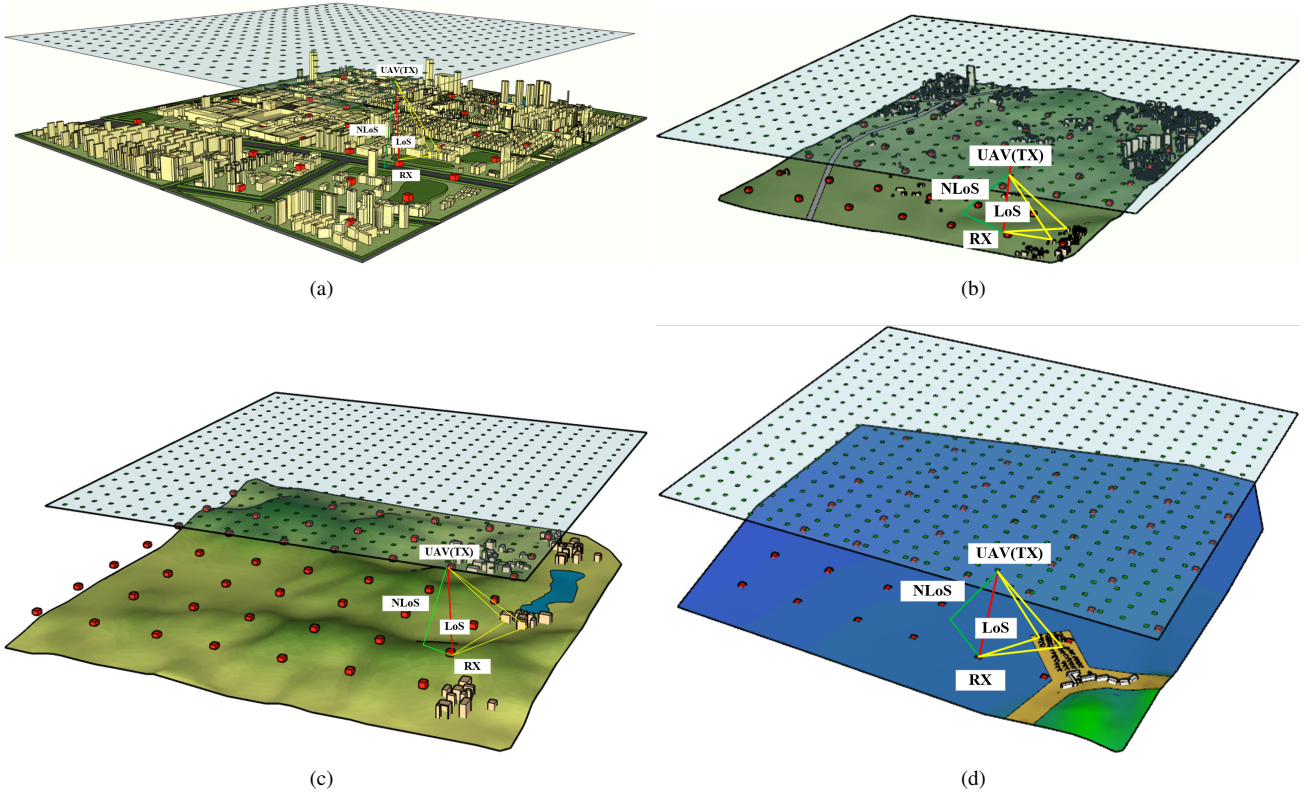 UAV(TX)
NLoS
LoS
RX
(a)
UAV(TX)
NLoS
LoS
RX
(b)
UAV(TX)
NLoS
LoS
RX
(c)
UAV(TX)
NLoS
LoS
RX
(d)